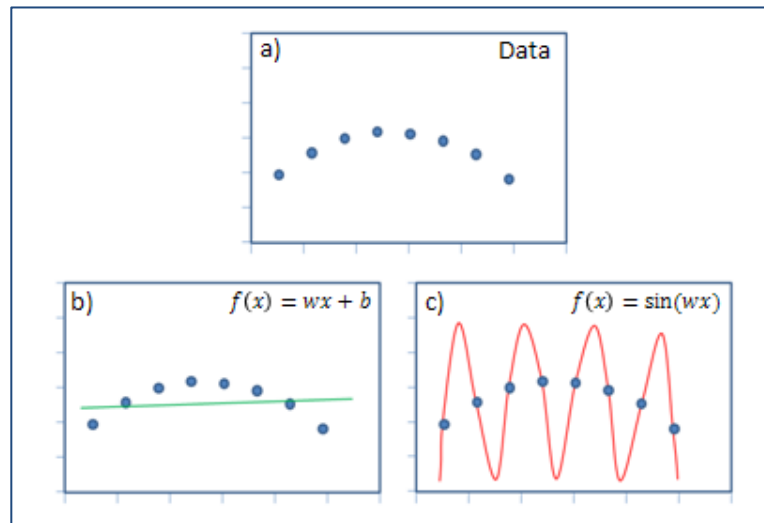 a) Data
b) f(x) = wx + b
c) f(x) = sin(wx)